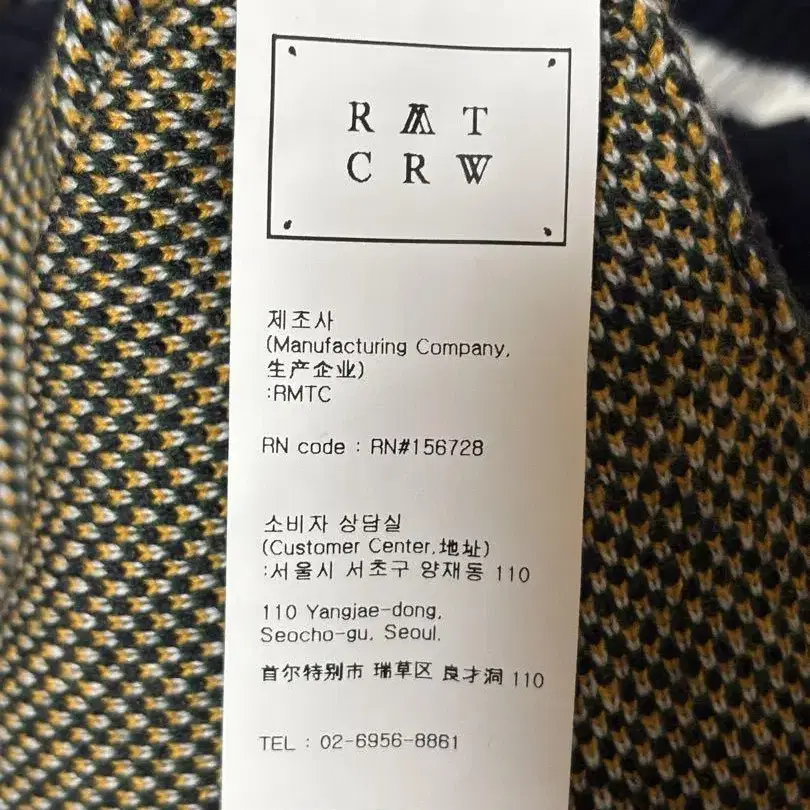 R M T
C R W
제조사
(Manufacturing Company,
生产企业)
:RMTC
RN code : RN#156728
소비자 상담실
(Customer Center,地址)
:서울시 서초구 양재동 110
110 Yangjae-dong,
Seocho-gu, Seoul,
首尔特别市 瑞草区 良才洞 110
TEL : 02-6956-8861